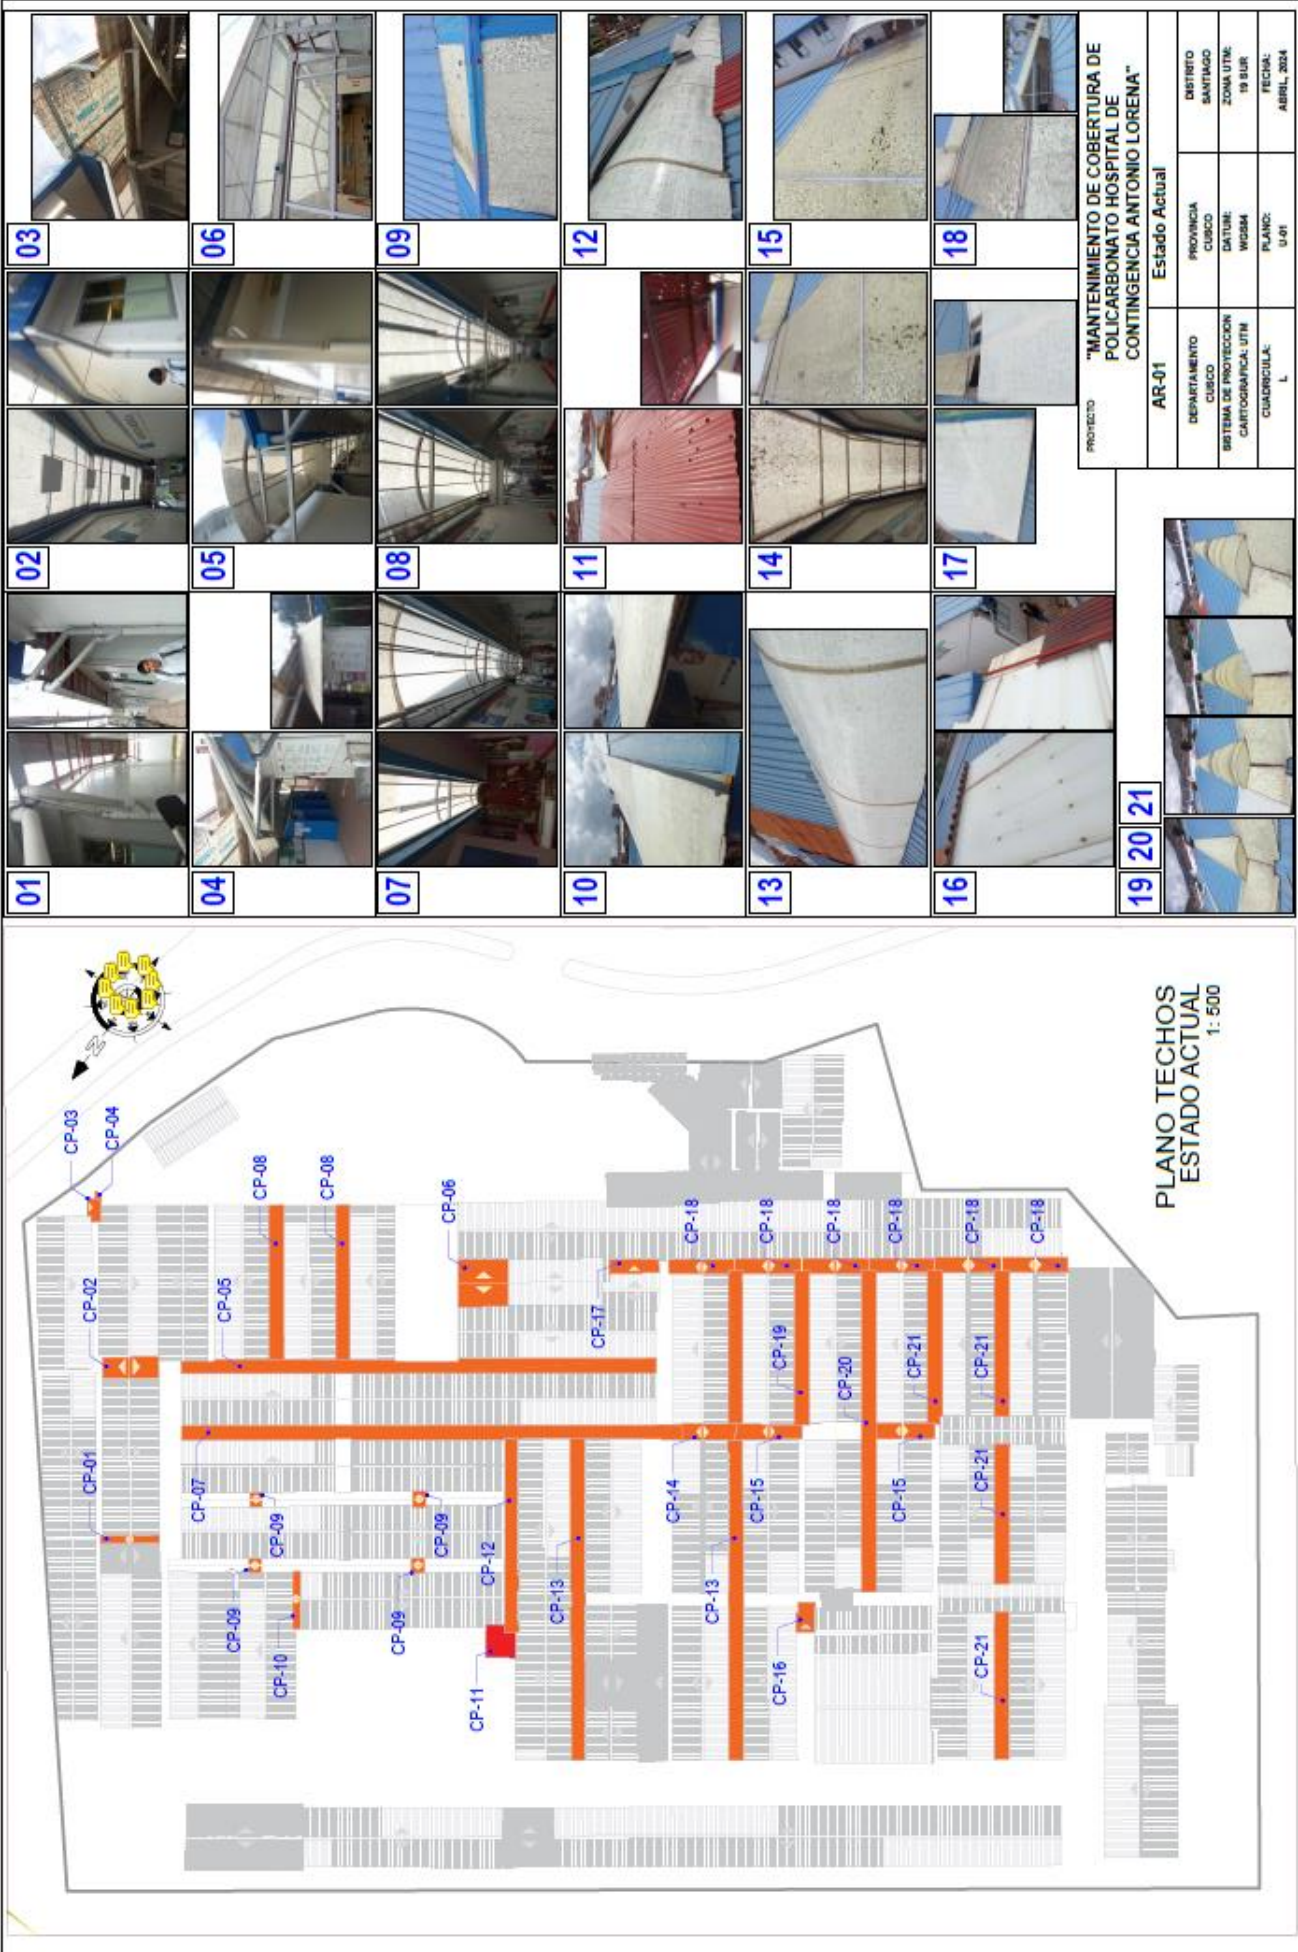 01
02
03
04
05
06
07
08
09
10
11
12
13
14
15
16
17
18
19 20 21
PROYECTO
"MANTENIMIENTO DE COBERTURA DE
POLICARBONATO HOSPITAL DE
CONTINGENCIA ANTONIO LORENA"
AR-01
Estado Actual
DEPARTAMENTO
CUSCO
PROVINCIA
CUSCO
DISTRITO
SANTIAGO
SISTEMA DE PROYECCION
CARTOGRAFICA: UTM
DATUM:
WGS84
ZONA UTM:
19 SUR
CUADRICULA:
L
PLANO:
U-01
FECHA:
ABRIL, 2024
N
CP-03
CP-04
CP-02
CP-01
CP-08
CP-08
CP-05
CP-06
CP-07
CP-09
CP-09
CP-09
CP-09
CP-10
CP-11
CP-12
CP-13
CP-13
CP-14
CP-15
CP-15
CP-16
CP-17
CP-18
CP-18
CP-18
CP-18
CP-18
CP-18
CP-19
CP-20
CP-21
CP-21
CP-21
CP-21
PLANO TECHOS
ESTADO ACTUAL
1: 500